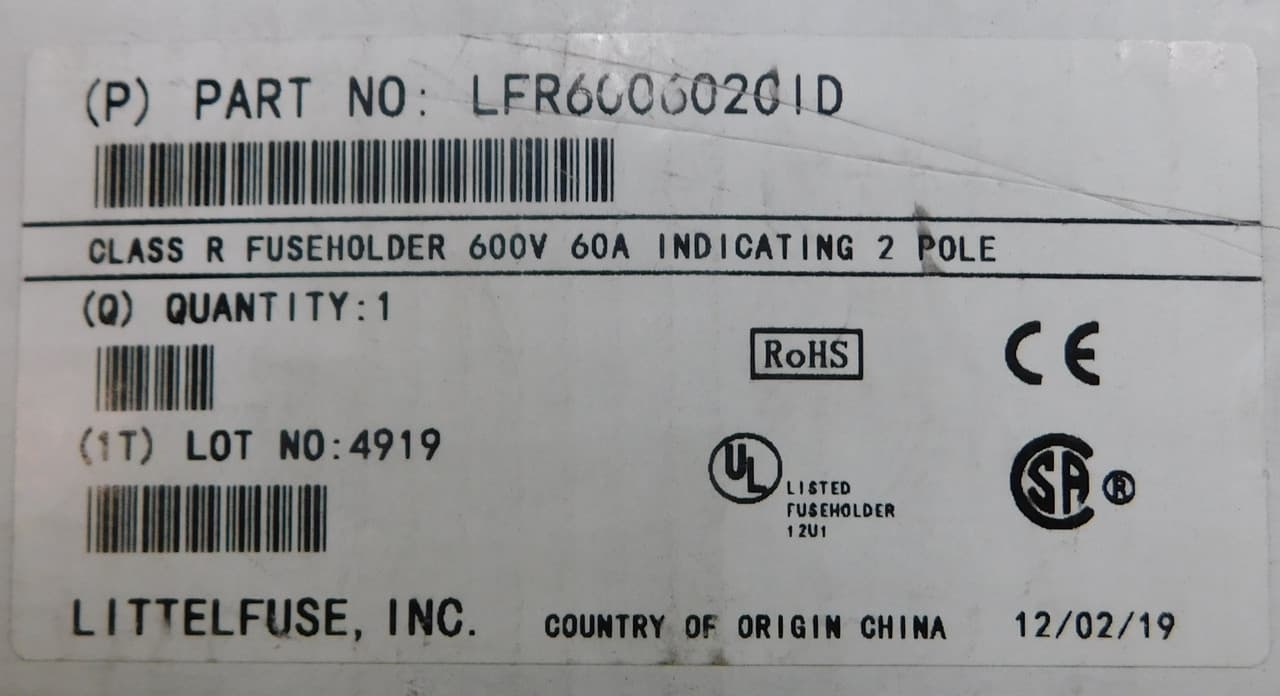 (P) PART NO: LFR600602CID
CLASS R FUSEHOLDER 600V 60A INDICATING 2 POLE
(Q) QUANTITY:1
RoHS
CE
(1T) LOT NO:4919
UL
LISTED
FUSEHOLDER
12U1
SA ®
LITTELFUSE, INC.
COUNTRY OF ORIGIN CHINA
12/02/19